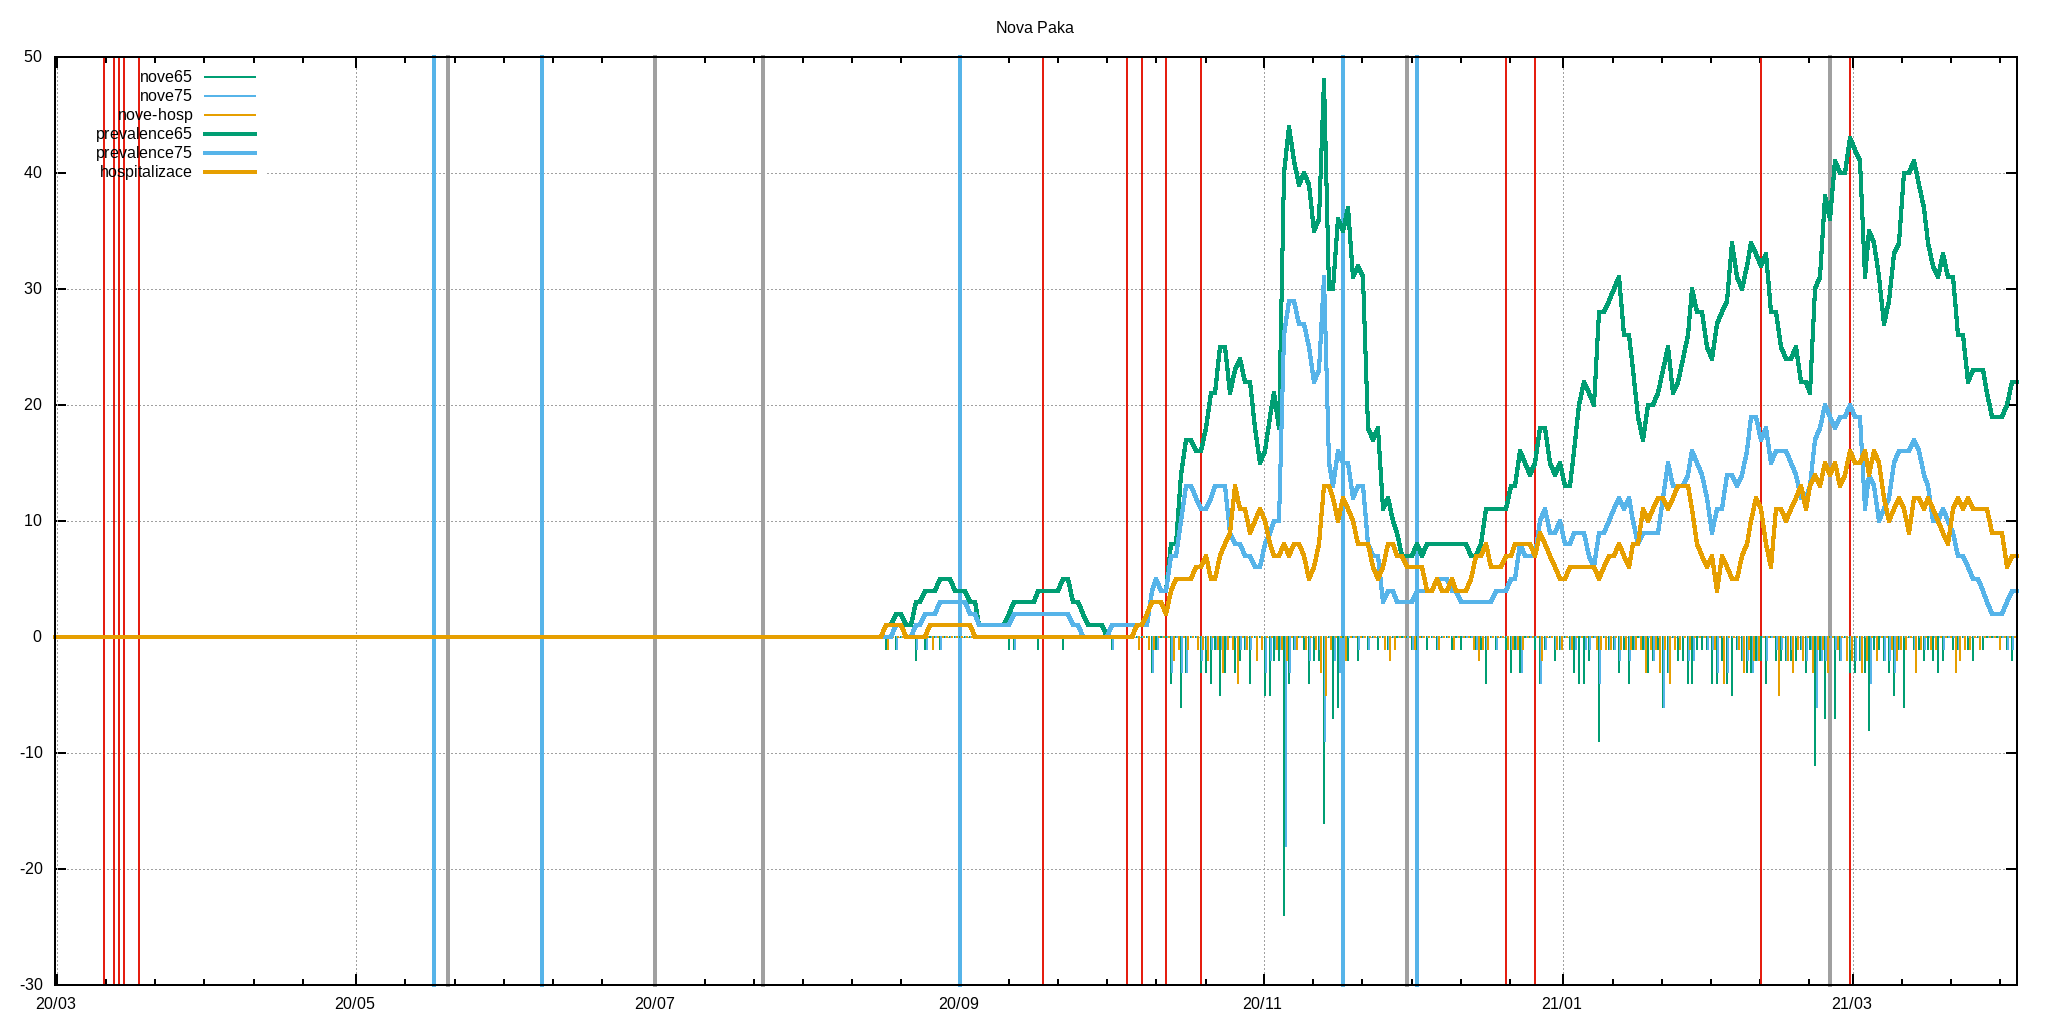 Nova Paka
50
40
30
20
10
0
-10
-20
-30
nove65
nove75
nove-hosp
prevalence65
prevalence75
hospitalizace
20/03 20/05 20/07 20/09 20/11 21/01 21/03